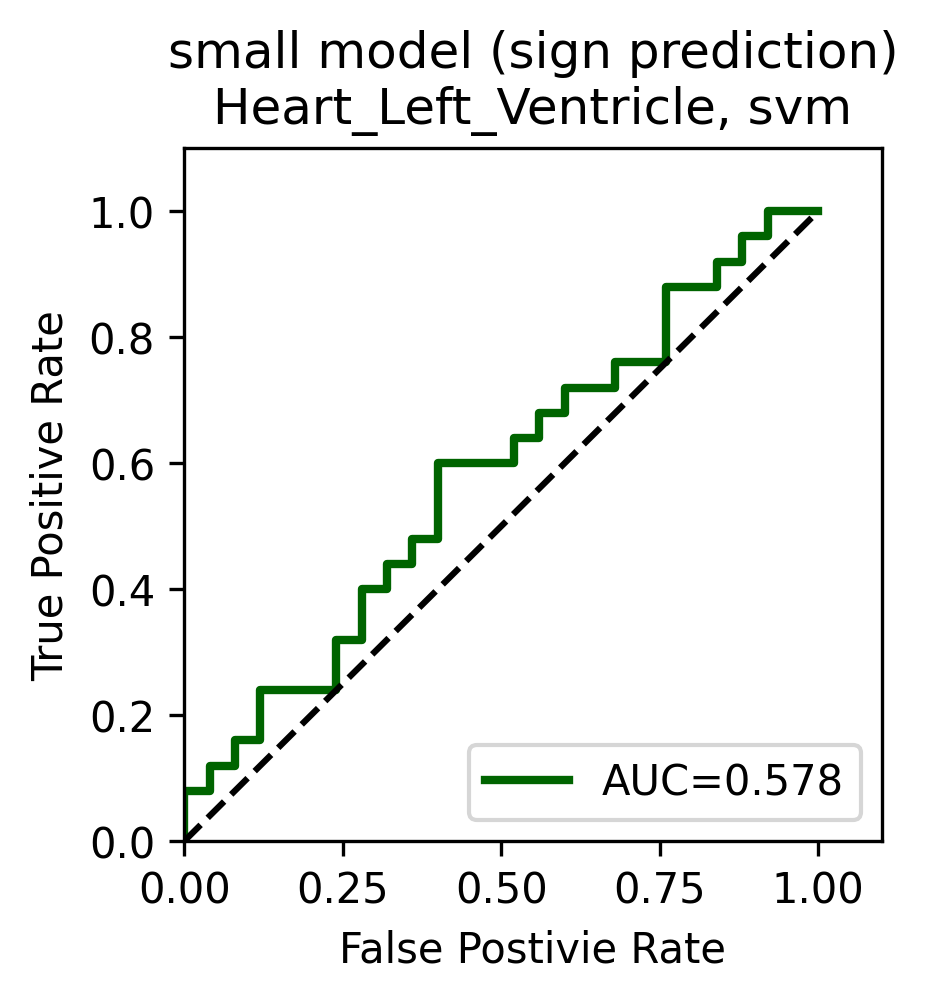 small model (sign prediction)
Heart_Left_Ventricle, svm
1.0
0.8
0.6
0.4
0.2
0.0
True Positive Rate
AUC=0.578
0.00 0.25 0.50 0.75 1.00
False Postivie Rate